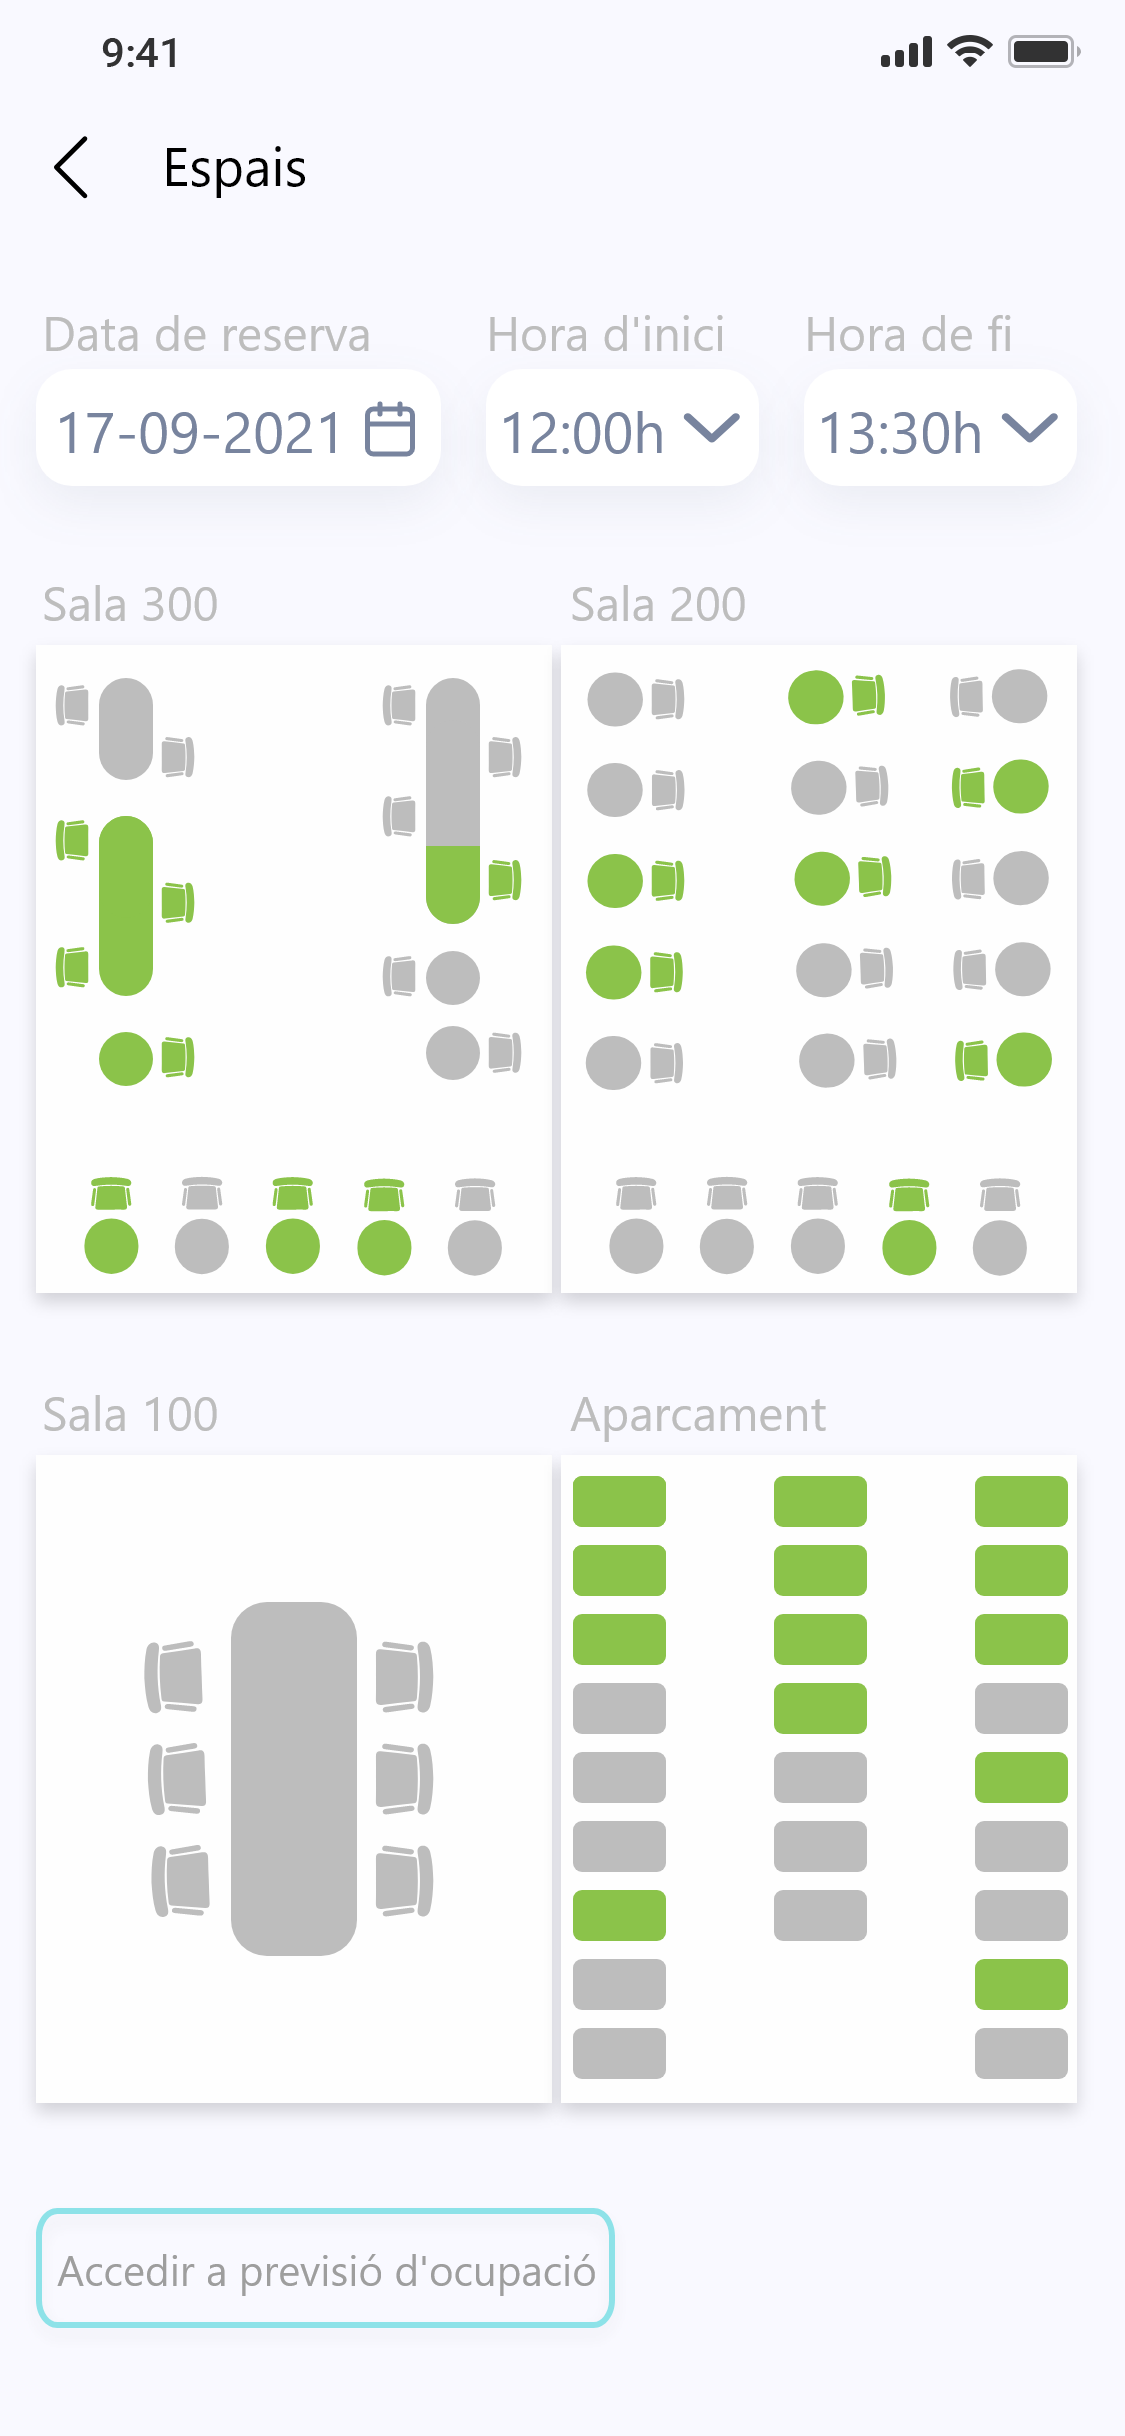 9:41
Espais
Data de reserva
Hora d'inici
Hora de fi
17-09-2021
12:00h
13:30h
Sala 300
Sala 200
Sala 100
Aparcament
Accedir a previsió d'ocupació